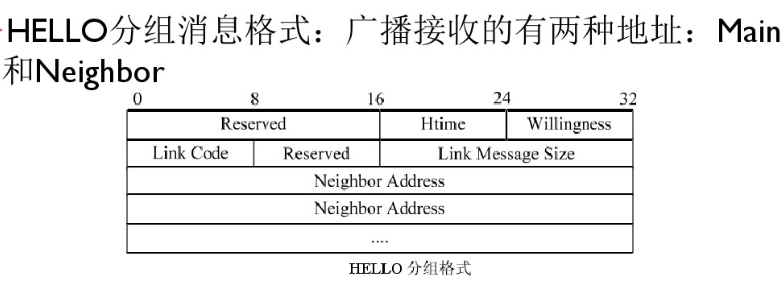 HELLO分组消息格式：广播接收的有两种地址：Main
和Neighbor
0 8 16 24 32
Reserved Htime Willingness
Link Code Reserved Link Message Size
Neighbor Address
Neighbor Address
....
HELLO 分组格式